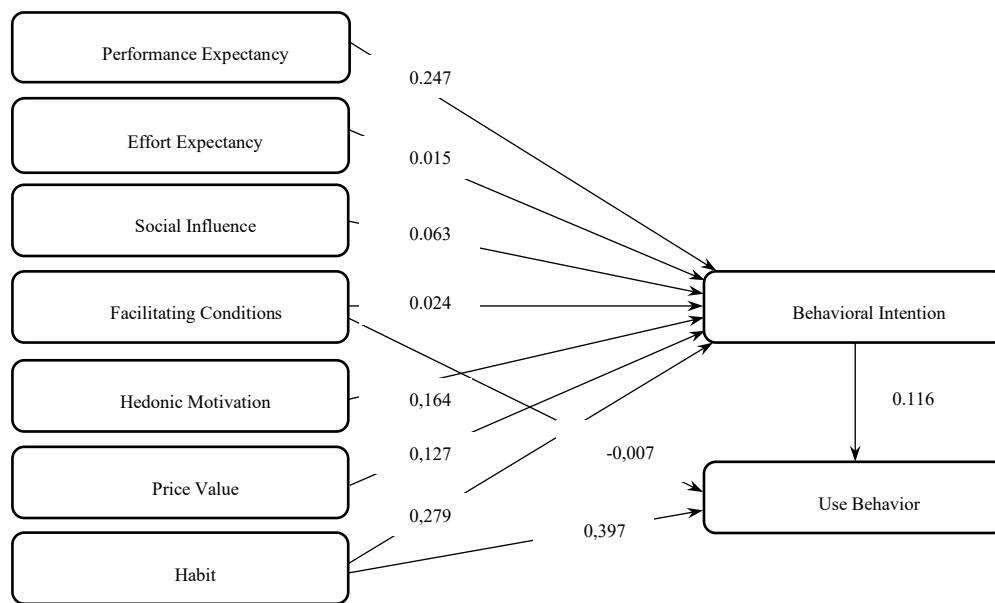 Performance Expectancy
0.247
Effort Expectancy
0.015
Social Influence
0.063
Facilitating Conditions
0.024
Behavioral Intention
Hedonic Motivation
0,164
0.116
Price Value
0,127
-0,007
Use Behavior
0,279
0,397
Habit